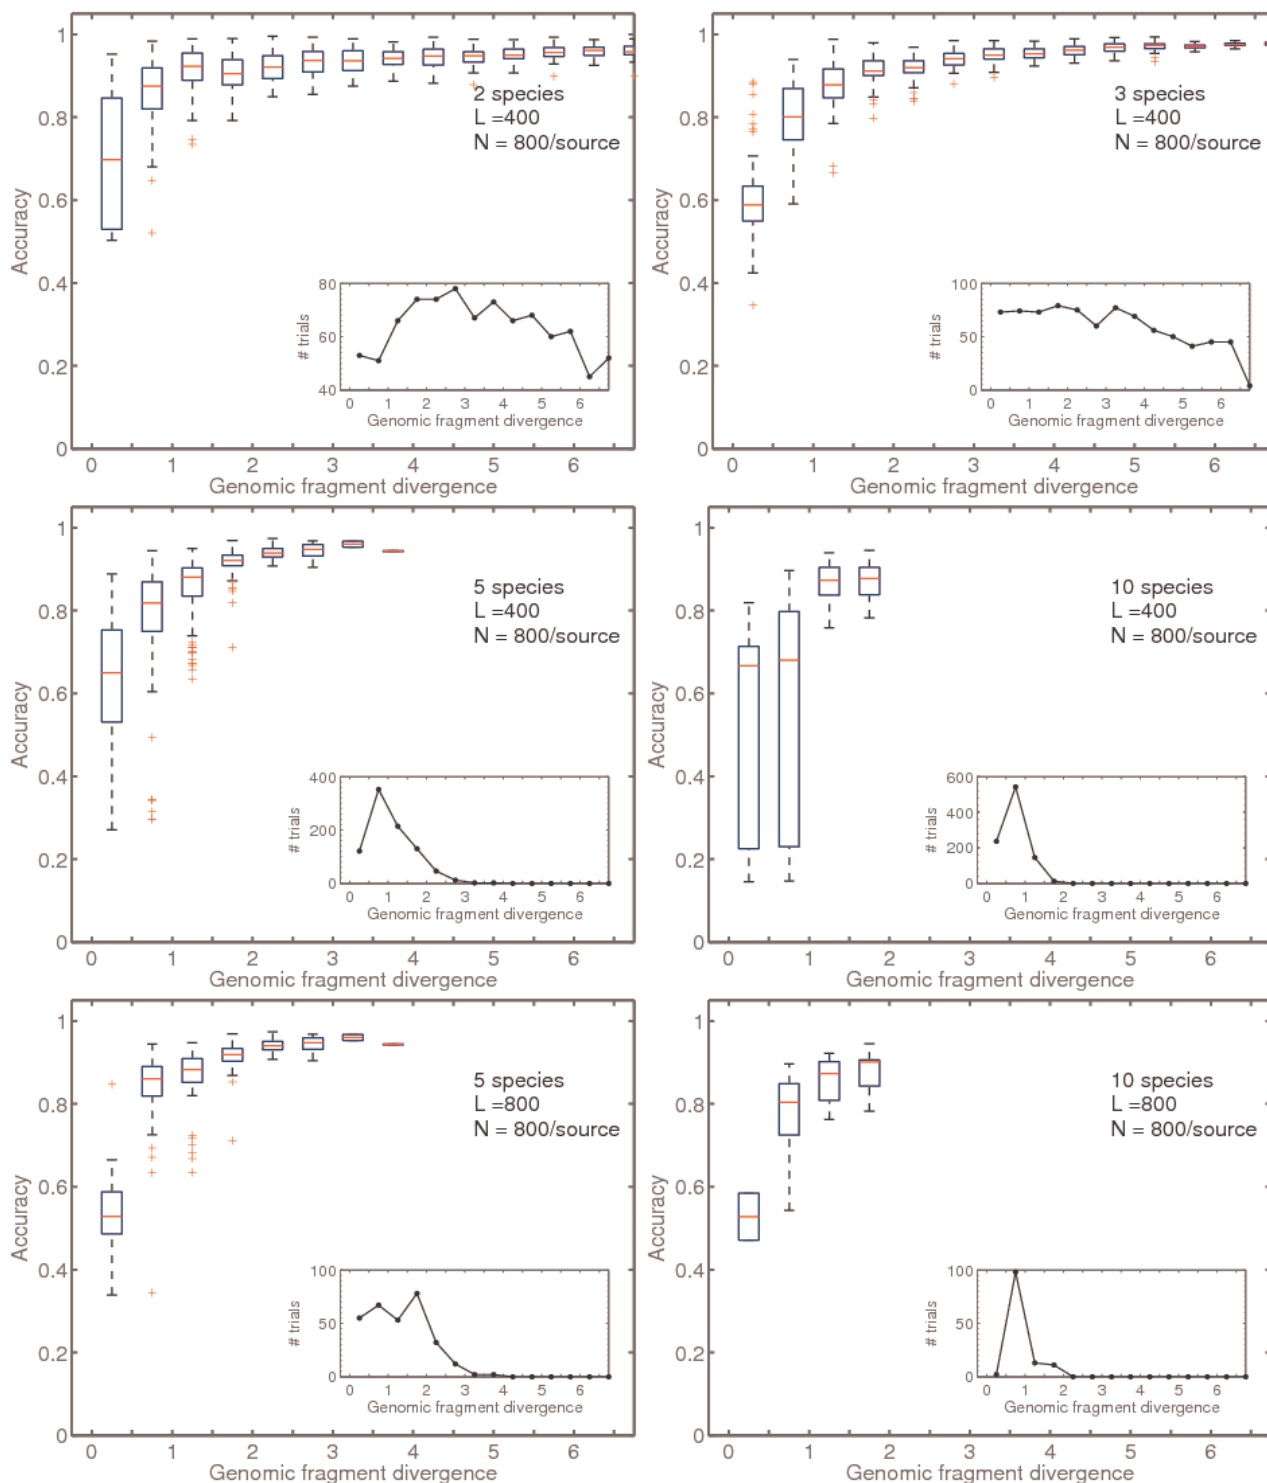 1
0.8
0.6
0.4
0.2
0
Accuracy
2 species
L =400
N = 800/source
80
60
40
# trials
0 1 2 3 4 5 6
Genomic fragment divergence
0 1 2 3 4 5 6
Genomic fragment divergence
1
0.8
0.6
0.4
0.2
0
Accuracy
3 species
L =400
N = 800/source
100
50
0
# trials
0 1 2 3 4 5 6
Genomic fragment divergence
0 1 2 3 4 5 6
Genomic fragment divergence
1
0.8
0.6
0.4
0.2
0
Accuracy
5 species
L =400
N = 800/source
400
200
0
# trials
0 1 2 3 4 5 6
Genomic fragment divergence
0 1 2 3 4 5 6
Genomic fragment divergence
1
0.8
0.6
0.4
0.2
0
Accuracy
10 species
L =400
N = 800/source
600
400
200
0
# trials
0 1 2 3 4 5 6
Genomic fragment divergence
0 1 2 3 4 5 6
Genomic fragment divergence
1
0.8
0.6
0.4
0.2
0
Accuracy
5 species
L =800
N = 800/source
100
50
0
# trials
0 1 2 3 4 5 6
Genomic fragment divergence
0 1 2 3 4 5 6
Genomic fragment divergence
1
0.8
0.6
0.4
0.2
0
Accuracy
10 species
L =800
N = 800/source
100
50
0
# trials
0 1 2 3 4 5 6
Genomic fragment divergence
0 1 2 3 4 5 6
Genomic fragment divergence